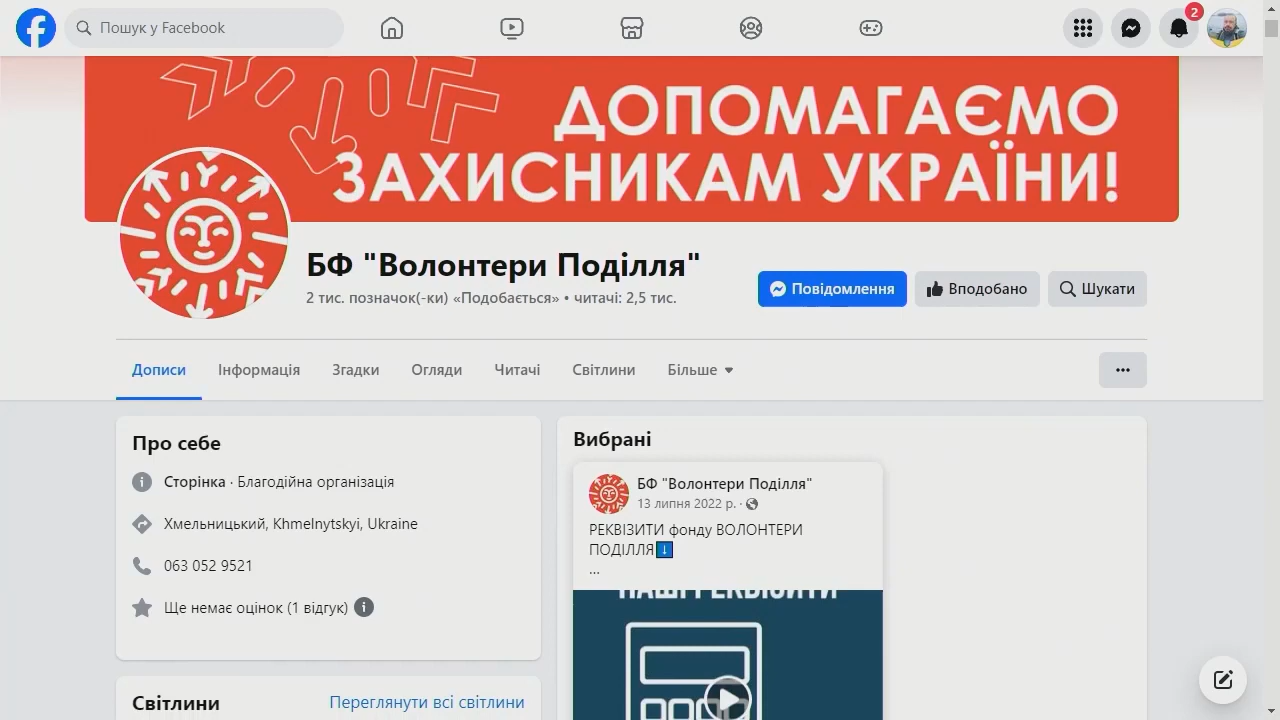 Пошук у Facebook
2
ДОПОМАГАЄМО
ЗАХИСНИКАМ УКРАЇНИ!
БФ "Волонтери Поділля"
2 тис. позначок(-ки) «Подобається» • читачі: 2,5 тис.
Повідомлення
Вподобано
Шукати
Дописи
Інформація
Згадки
Огляди
Читачі
Світлини
Більше
Про себе
Сторінка · Благодійна організація
Хмельницький, Khmelnytskyi, Ukraine
063 052 9521
Ще немає оцінок (1 відгук)
Світлини
Переглянути всі світлини
Вибрані
БФ "Волонтери Поділля"
13 липня 2022 р. ·
РЕКВІЗИТИ фонду ВОЛОНТЕРИ
ПОДІЛЛЯ⬇️
...
НАШІ РЕКВІЗИТИ